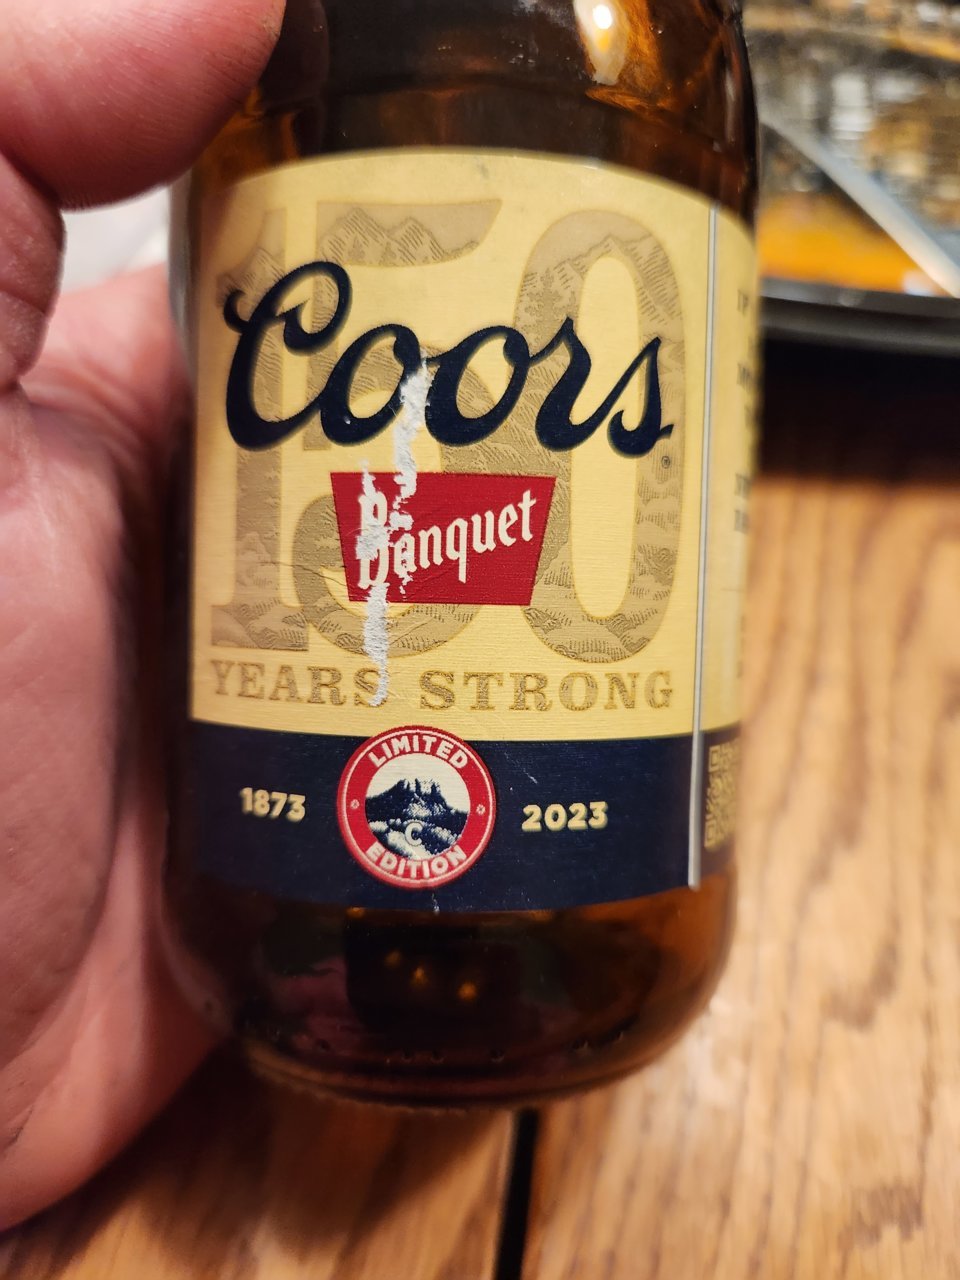 150
Coors
®
Banquet
YEARS STRONG
LIMITED
1873
2023
C
EDITION